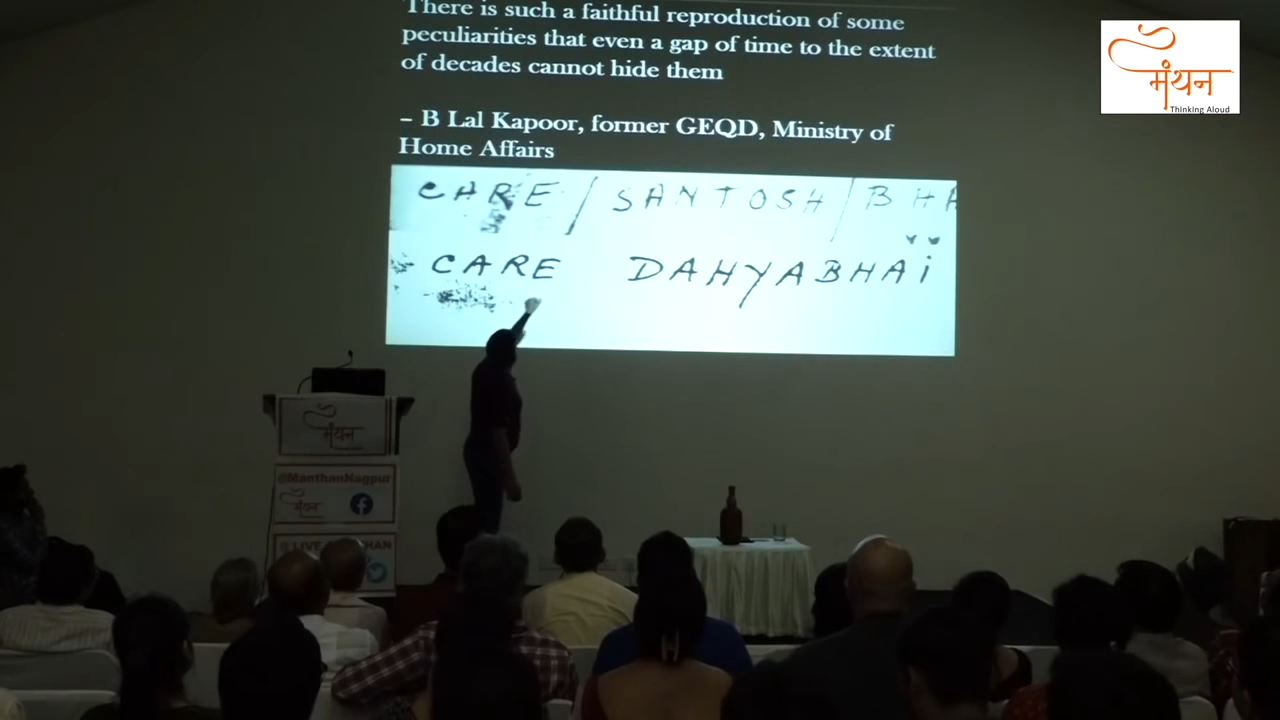 There is such a faithful reproduction of some
peculiarities that even a gap of time to the extent
of decades cannot hide them
– B Lal Kapoor, former GEQD, Ministry of
Home Affairs
CARE / SANTOSH / BHA
CARE DAHYABHAi
मंथन
Thinking Aloud
मंथन
@ManthanNagpur
मंथन